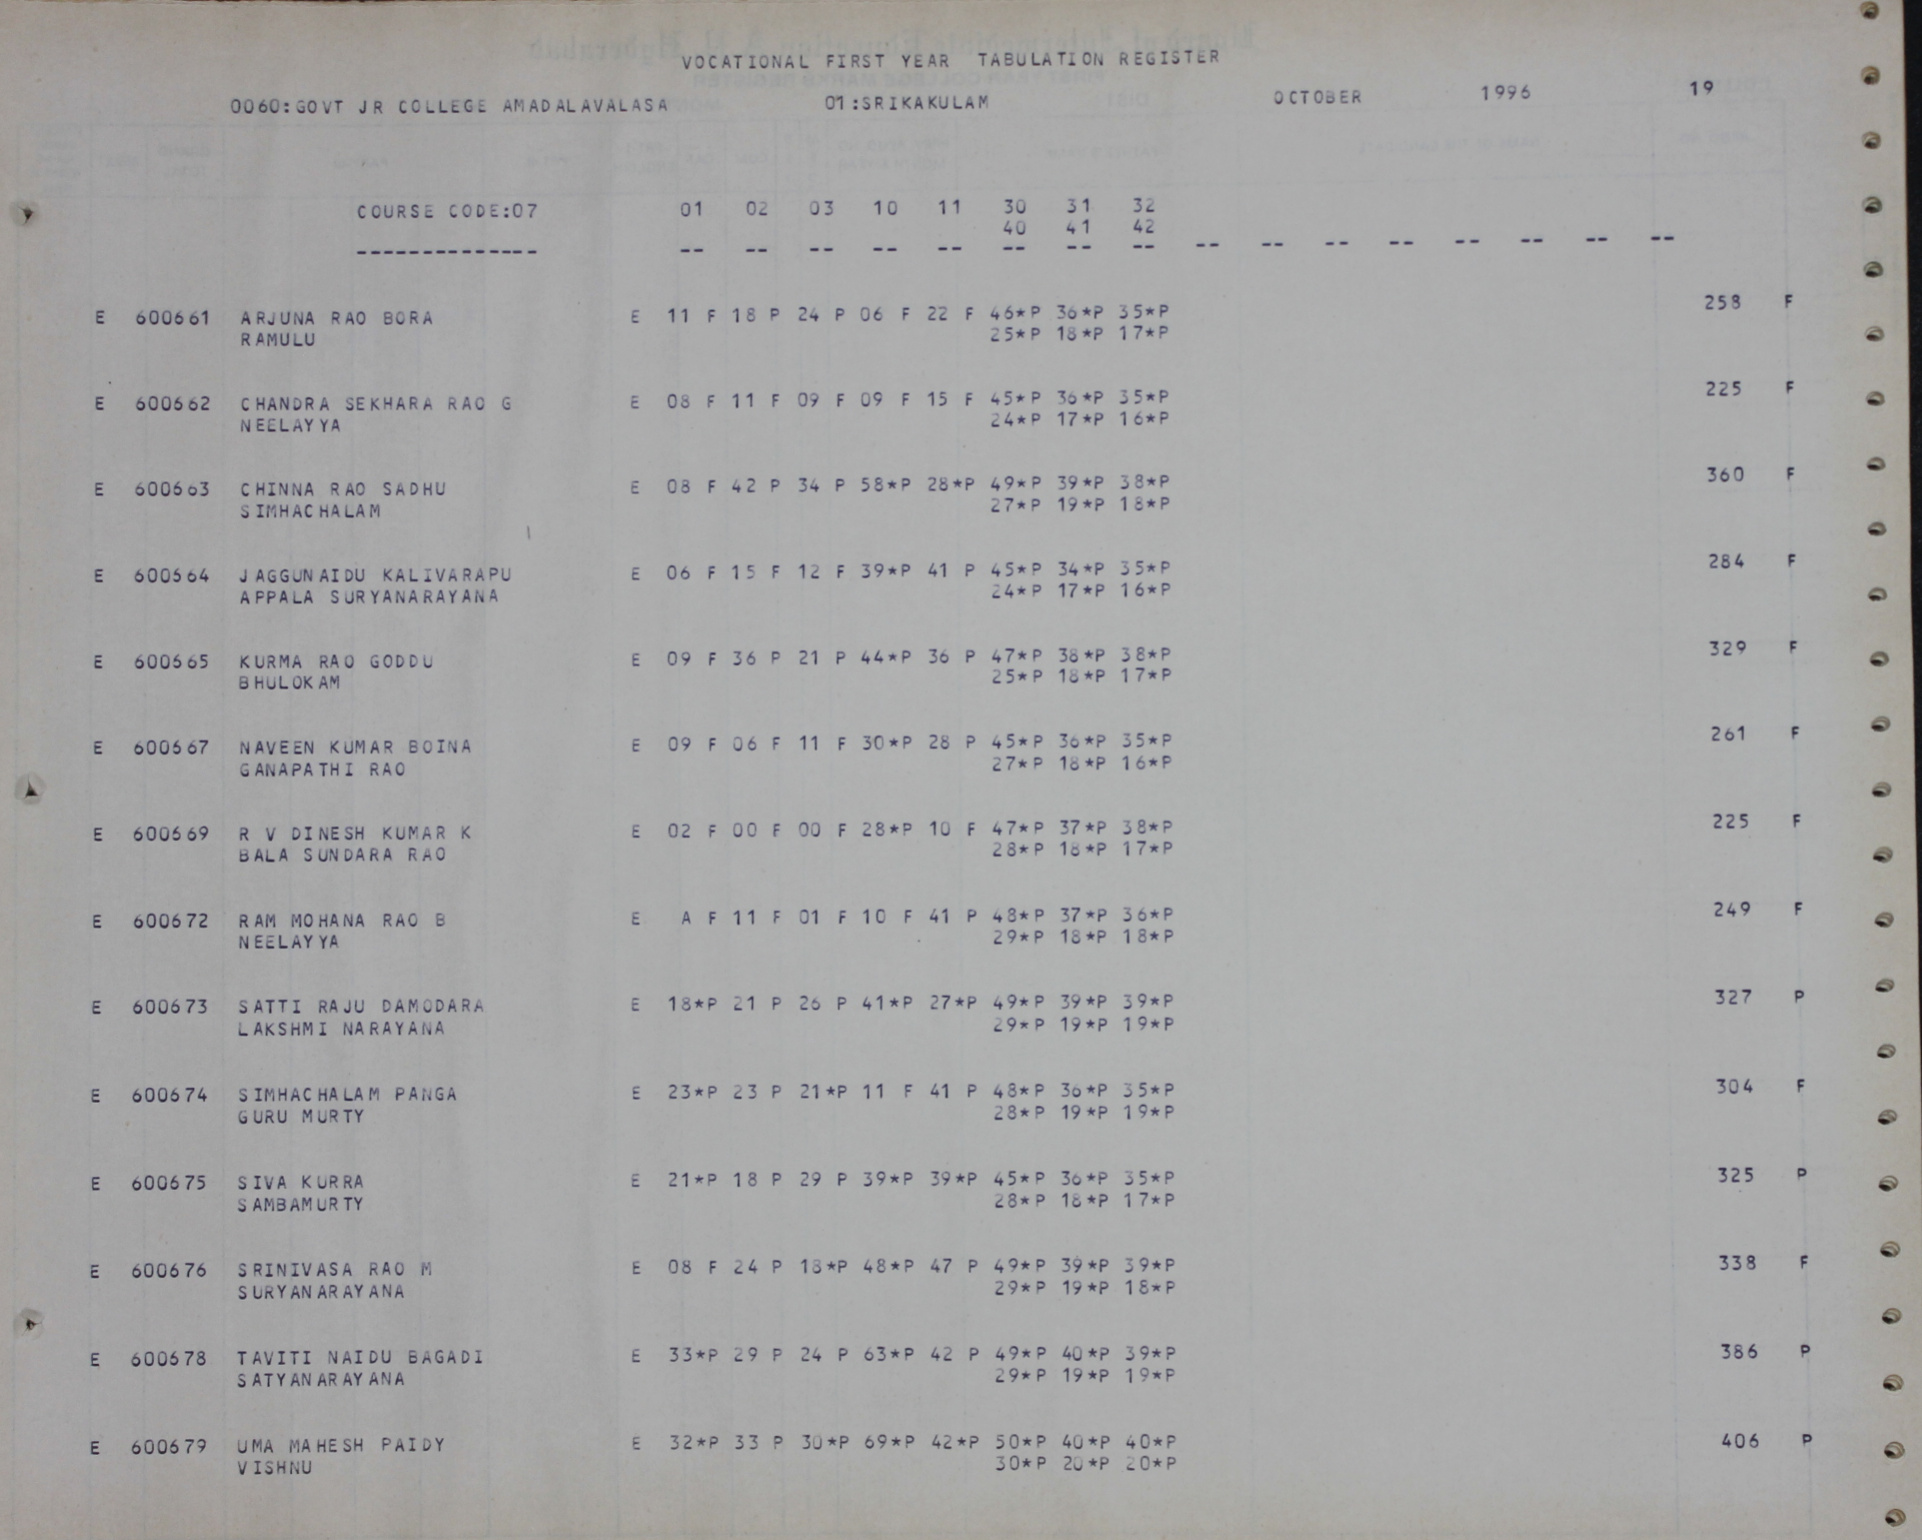 VOCATIONAL FIRST YEAR TABULATION REGISTER
0060:GOVT JR COLLEGE AMADALAVALASA 01:SRIKAKULAM OCTOBER 1996 19
COURSE CODE:07 01 02 03 10 11 30 31 32
40 41 42
-------------- -- -- -- -- -- -- -- -- -- -- -- -- -- -- -- --
E 600661 ARJUNA RAO BORA E 11 F 18 P 24 P 06 F 22 F 46*P 36*P 35*P 258 F
RAMULU 25*P 18*P 17*P
E 600662 CHANDRA SEKHARA RAO G E 08 F 11 F 09 F 09 F 15 F 45*P 36*P 35*P 225 F
NEELAYYA 24*P 17*P 16*P
E 600663 CHINNA RAO SADHU E 08 F 42 P 34 P 58*P 28*P 49*P 39*P 38*P 360 F
SIMHACHALAM 27*P 19*P 18*P
E 600664 JAGGUNAIDU KALIVARAPU E 06 F 15 F 12 F 39*P 41 P 45*P 34*P 35*P 284 F
APPALA SURYANARAYANA 24*P 17*P 16*P
E 600665 KURMA RAO GODDU E 09 F 36 P 21 P 44*P 36 P 47*P 38*P 38*P 329 F
BHULOKAM 25*P 18*P 17*P
E 600667 NAVEEN KUMAR BOINA E 09 F 06 F 11 F 30*P 28 P 45*P 36*P 35*P 261 F
GANAPATHI RAO 27*P 18*P 16*P
E 600669 R V DINESH KUMAR K E 02 F 00 F 00 F 28*P 10 F 47*P 37*P 38*P 225 F
BALA SUNDARA RAO 28*P 18*P 17*P
E 600672 RAM MOHANA RAO B E A F 11 F 01 F 10 F 41 P 48*P 37*P 36*P 249 F
NEELAYYA 29*P 18*P 18*P
E 600673 SATTI RAJU DAMODARA E 18*P 21 P 26 P 41*P 27*P 49*P 39*P 39*P 327 P
LAKSHMI NARAYANA 29*P 19*P 19*P
E 600674 SIMHACHALAM PANGA E 23*P 23 P 21*P 11 F 41 P 48*P 36*P 35*P 304 F
GURU MURTY 28*P 19*P 19*P
E 600675 SIVA KURRA E 21*P 18 P 29 P 39*P 39*P 45*P 36*P 35*P 325 P
SAMBAMURTY 28*P 18*P 17*P
E 600676 SRINIVASA RAO M E 08 F 24 P 18*P 48*P 47 P 49*P 39*P 39*P 338 F
SURYANARAYANA 29*P 19*P 18*P
E 600678 TAVITI NAIDU BAGADI E 33*P 29 P 24 P 63*P 42 P 49*P 40*P 39*P 386 P
SATYANARAYANA 29*P 19*P 19*P
E 600679 UMA MAHESH PAIDY E 32*P 33 P 30*P 69*P 42*P 50*P 40*P 40*P 406 P
VISHNU 30*P 20*P 20*P